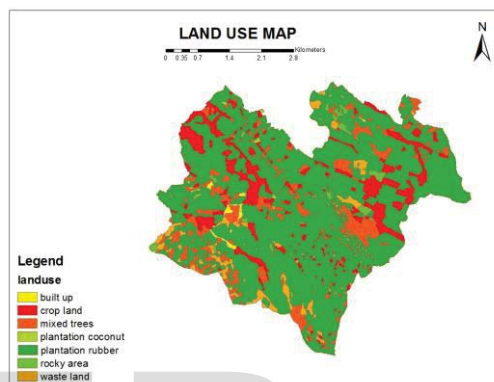 LAND USE MAP
N
Kilometers
0 0.35 0.7 1.4 2.1 2.8
Legend
landuse
built up
crop land
mixed trees
plantation coconut
plantation rubber
rocky area
waste land